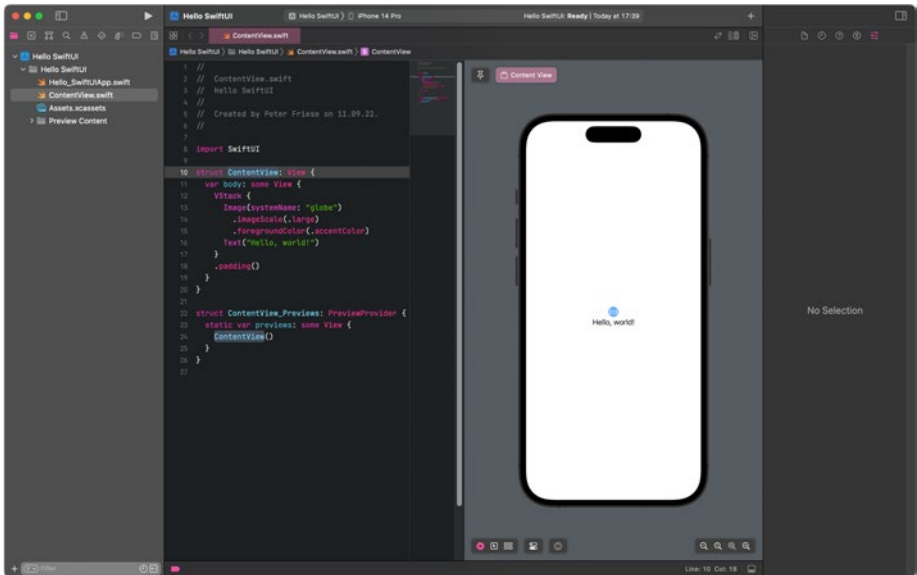 Hello SwiftUI
Hello SwiftUI 〉 iPhone 14 Pro
Hello SwiftUI: Ready | Today at 17:39
ContentView.swift
Hello SwiftUI 〉 Hello SwiftUI 〉 ContentView.swift 〉 S ContentView
Hello SwiftUI
Hello SwiftUI
Hello_SwiftUIApp.swift
ContentView.swift
Assets.xcassets
Preview Content
1 //
2 //  ContentView.swift
3 //  Hello SwiftUI
4 //
5 //  Created by Peter Friese on 11.09.22.
6 //
7
8 import SwiftUI
9
10 struct ContentView: View {
11   var body: some View {
12     VStack {
13       Image(systemName: "globe")
14         .imageScale(.large)
15         .foregroundColor(.accentColor)
16       Text("Hello, world!")
17     }
18     .padding()
19   }
20 }
21
22 struct ContentView_Previews: PreviewProvider {
23   static var previews: some View {
24     ContentView()
25   }
26 }
27
Content View
Hello, world!
No Selection
Filter
Line: 10 Col: 18